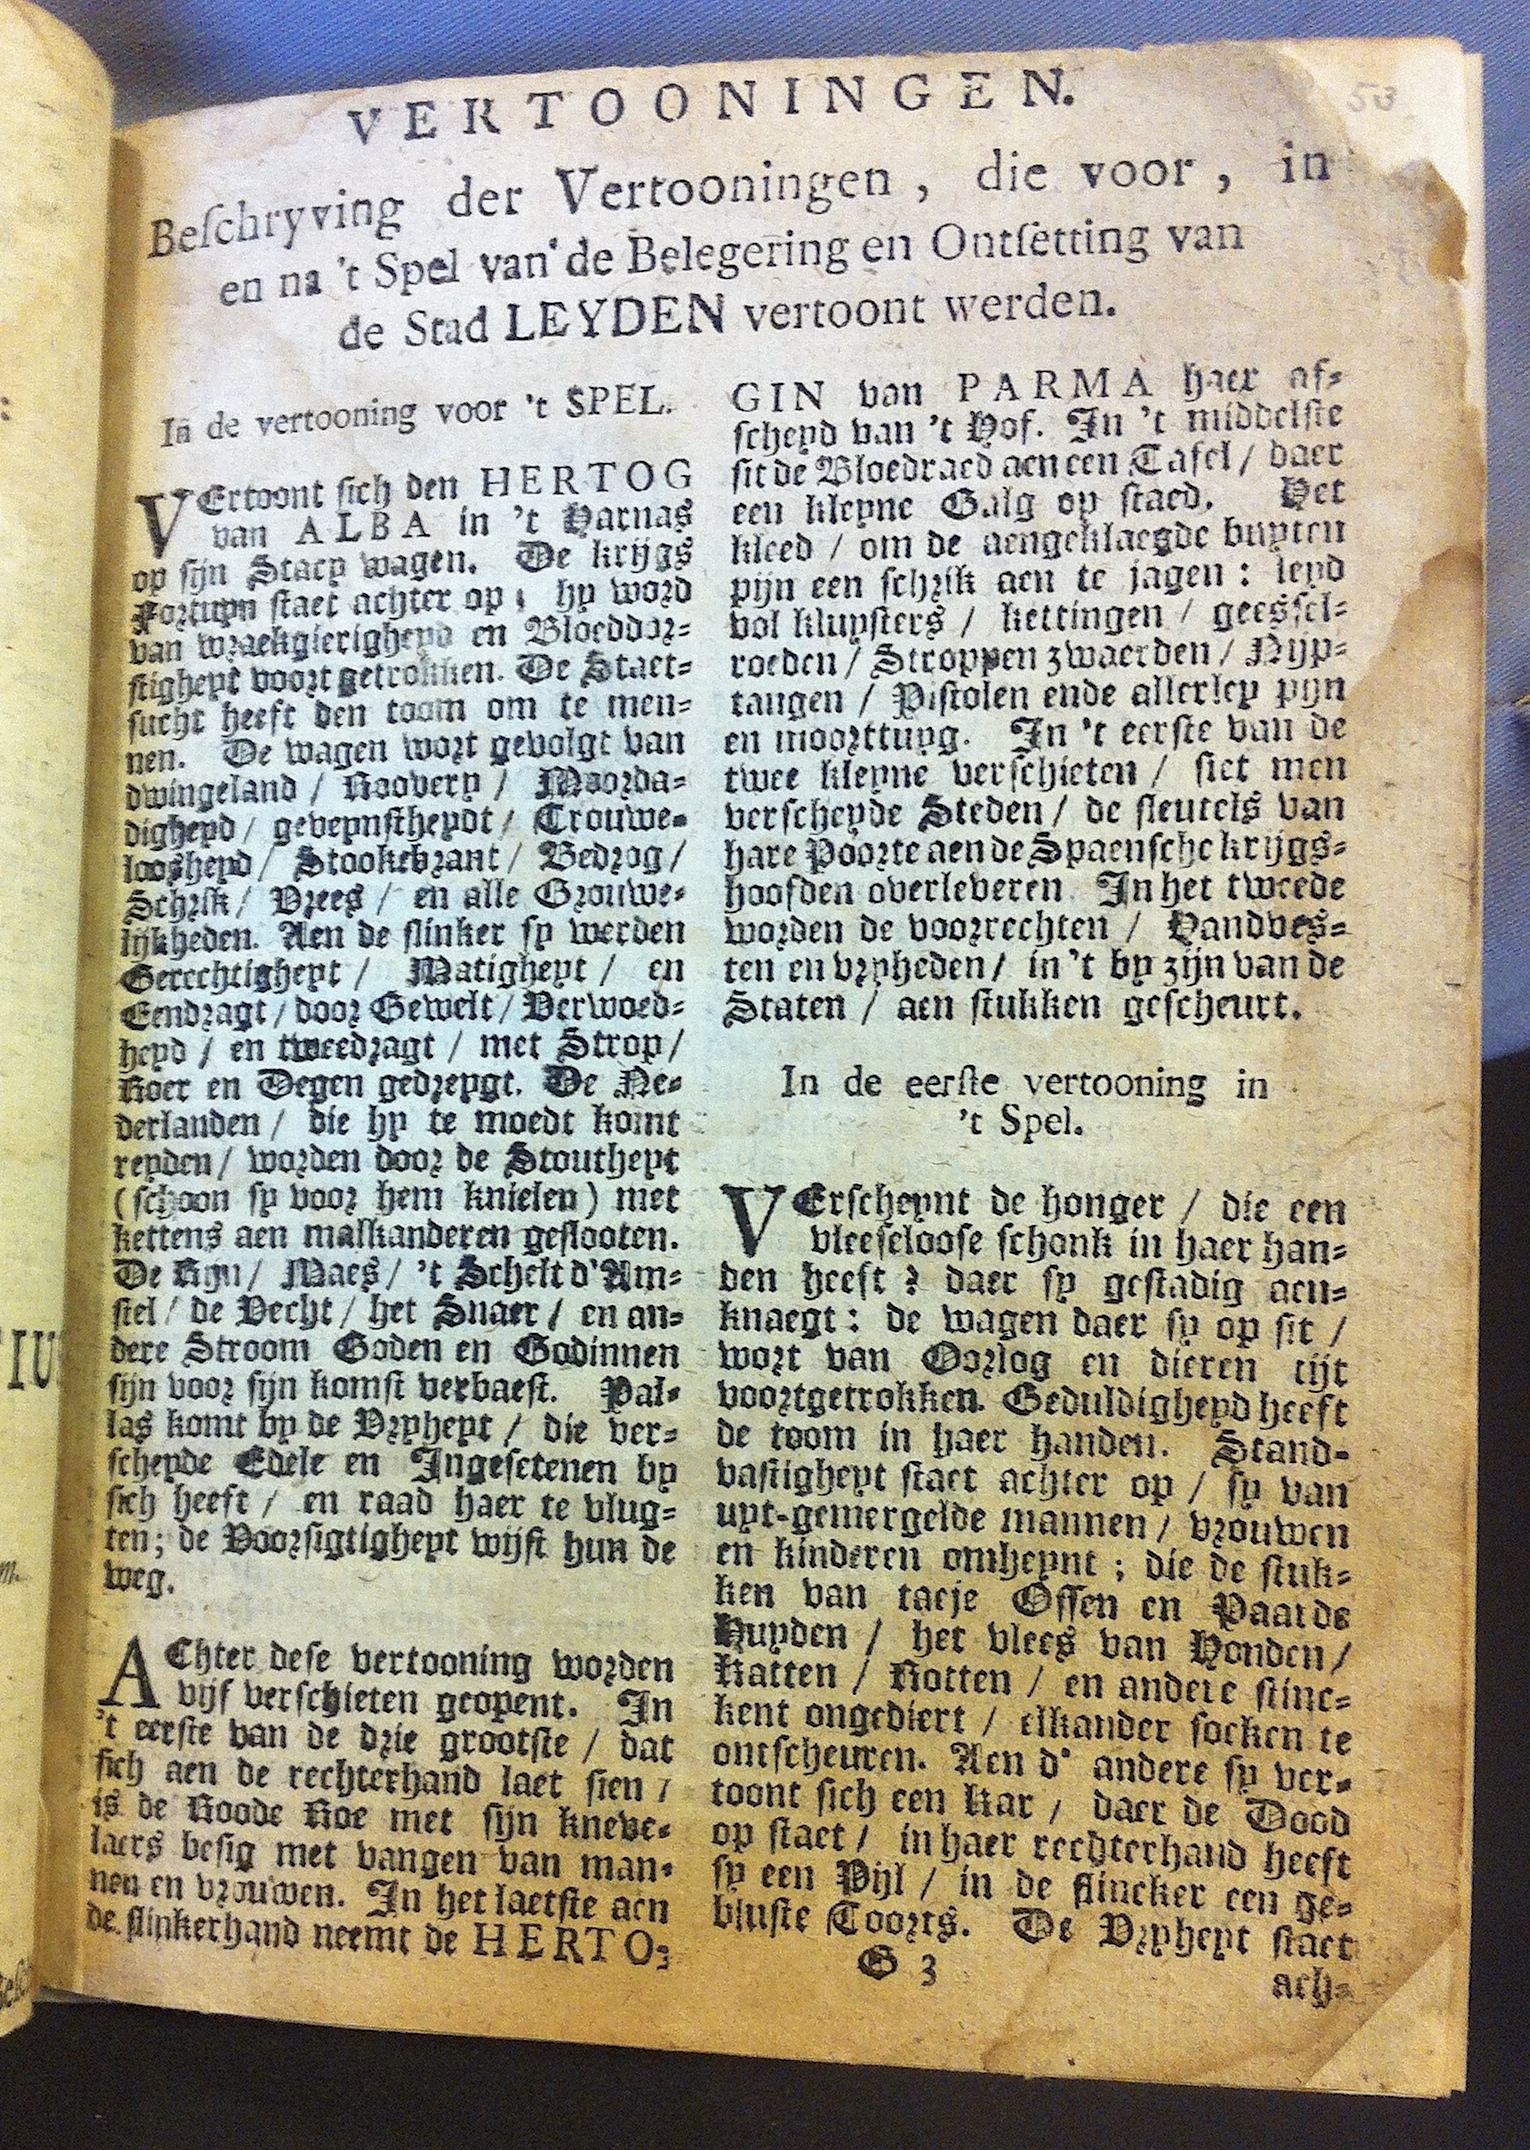 53
VERTOONINGEN.
Beſchryving der Vertooningen, die voor, in
en na 't Spel van de Belegering en Ontſetting van
de Stad LEYDEN vertoont werden.
In de vertooning voor 't SPEL.
VErtoont sich den HERTOG
van ALBA in 't Harnas
op sijn Stacy wagen. De krijgs
Fortuyn staet achter op; hy word
van wraekgierigheyd en Bloeddor-
stigheyt voort getrokken. De Staet-
sucht heeft den toom om te men-
nen. De wagen wort gevolgt van
dwingeland / Roovery / Moorda-
digheyd / geveynstheydt / Trouwe-
loosheyd / Stookebrant / Bedrog /
Schrik / Vrees / en alle Grouwe-
lijkheden. Aen de slinker sy werden
Gerechtigheyt / Matigheyt / en
Eendragt / door Gewelt / Verwoed-
heyd / en tweedragt / met Strop /
Roer en Degen gedreygt. De Ne-
derlanden / die hy te moedt komt
reyden / worden door de Stoutheyt
(schoon sy voor hem knielen) met
kettens aen malkanderen geslooten.
De Rijn / Maes / 't Schelt d'Am-
stel / de Vecht / het Snaer / en an-
dere Stroom Goden en Godinnen
sijn voor sijn komst verbaest. Pal-
las komt by de Vryheyt / die ver-
scheyde Edele en Ingesetenen by
sich heeft / en raad haer te vlug-
ten; de Voorsigtigheyt wijst hun de
weg.
AChter dese vertooning worden
vijf verschieten geopent. In
't eerste van de drie grootste / dat
sich aen de rechterhand laet sien /
is de Roode Roe met sijn kneve-
laers besig met vangen van man-
nen en vrouwen. In het laetste aen
de slinkerhand neemt de HERTO-
GIN van PARMA haer af-
scheyd van 't Hof. In 't middelste
sit de Bloedraed aen een Tafel / daer
een kleyne Galg op staed. Het
kleed / om de aengeklaegde buyten
pijn een schrik aen te jagen: leyd
vol kluysters / kettingen / geessel-
roeden / Stroppen zwaerden / Nijp-
tangen / Pistolen ende allerley pijn
en moorttuyg. In 't eerste van de
twee kleyne verschieten / siet men
verscheyde Steden / de sleutels van
hare Poorte aen de Spaensche krijgs-
hoofden overleveren. In het tweede
worden de voorrechten / Handves-
ten en vryheden / in 't by zijn van de
Staten / aen stukken gescheurt.
In de eerſte vertooning in
't Spel.
VErscheynt de honger / die een
vleeseloose schonk in haer han-
den heeft ? daer sy gestadig aen-
knaegt: de wagen daer sy op sit /
wort van Oorlog en dieren tijt
voortgetrokken. Geduldigheyd heeft
de toom in haer handen. Stand-
vastigheyt staet achter op / sy van
uyt-gemergelde mannen / vrouwen
en kinderen omheynt; die de stuk-
ken van taeje Ossen en Paards
Huyden / het vlees van Honden /
Katten / Rotten / en andere stinc-
kent ongediert / elkander soeken te
ontscheuren. Aen d' andere sy ver-
toont sich een Kar / daer de Dood
op staet / in haer rechterhand heeft
sy een Pijl / in de slincker een ge-
bluste Toorts. De Vryheyt staet
G 3
ach-